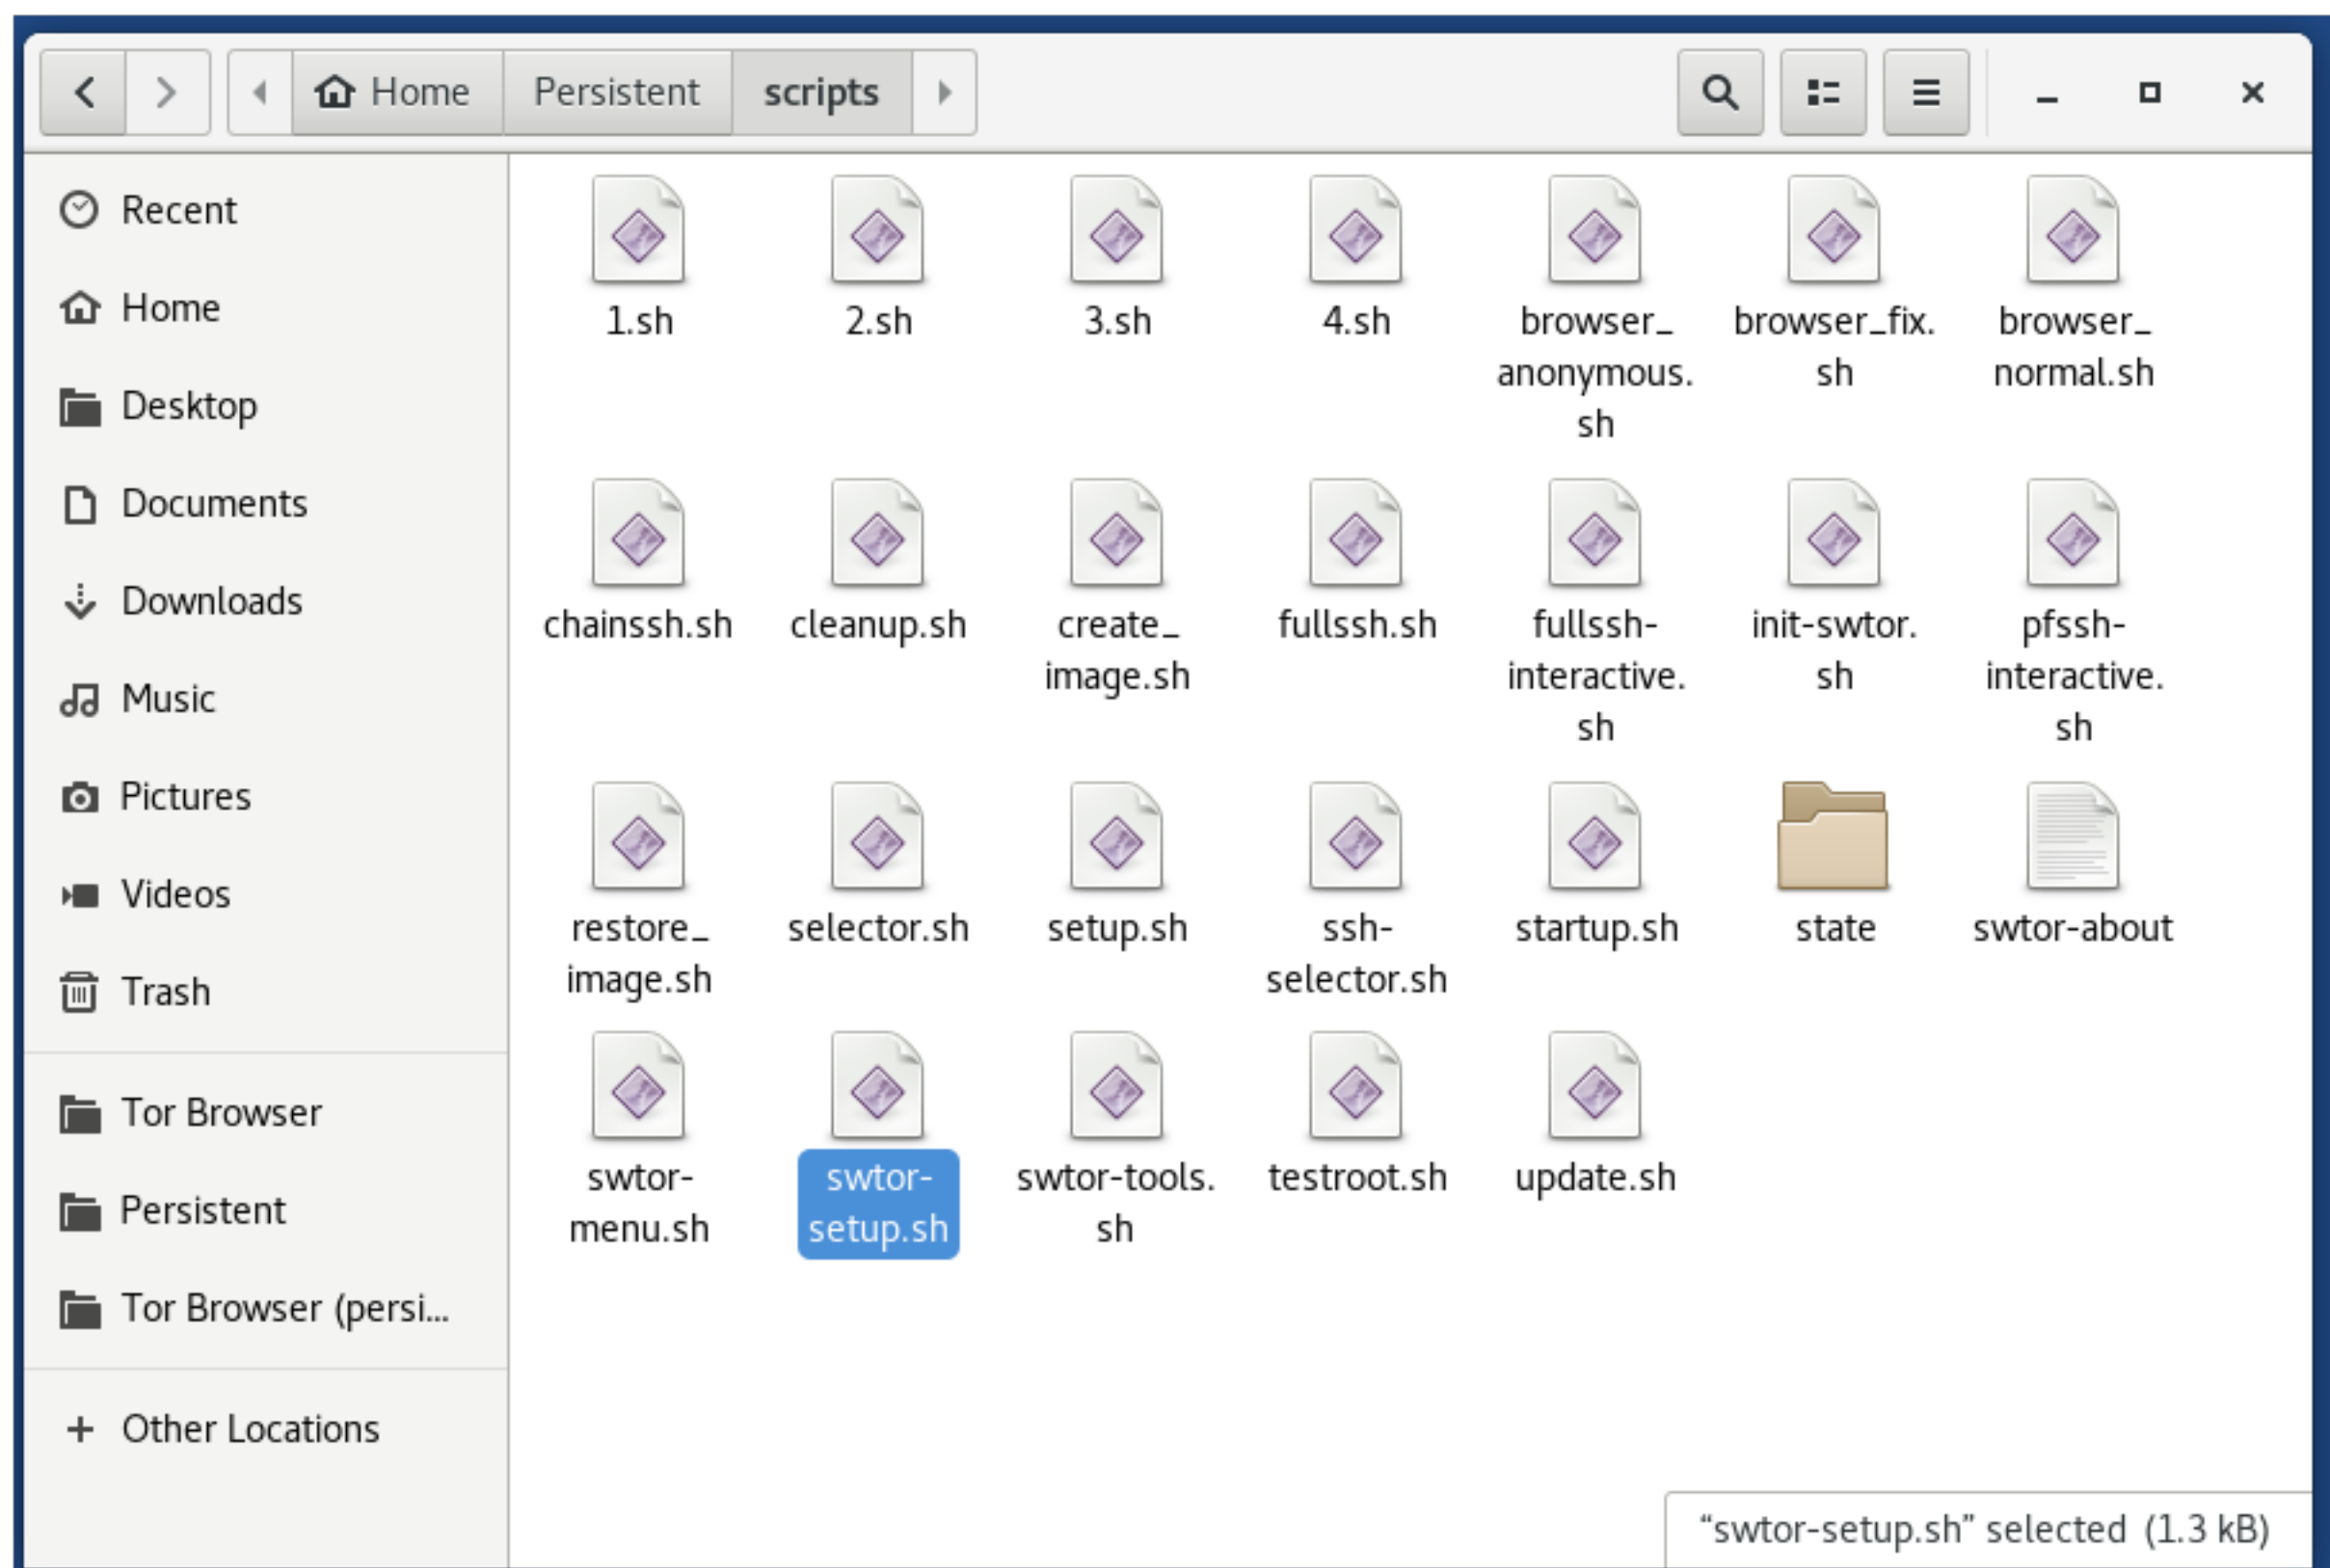 Home
Persistent
scripts
Recent
Home
Desktop
Documents
Downloads
Music
Pictures
Videos
Trash
Tor Browser
Persistent
Tor Browser (persi...
Other Locations
1.sh
2.sh
3.sh
4.sh
browser_
anonymous.
sh
browser_fix.
sh
browser_
normal.sh
chainssh.sh
cleanup.sh
create_
image.sh
fullssh.sh
fullssh-
interactive.
sh
init-swtor.
sh
pfssh-
interactive.
sh
restore_
image.sh
selector.sh
setup.sh
ssh-
selector.sh
startup.sh
state
swtor-about
swtor-
menu.sh
swtor-
setup.sh
swtor-tools.
sh
testroot.sh
update.sh
“swtor-setup.sh” selected (1.3 kB)